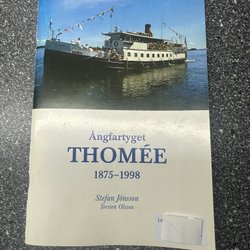 Ångfartyget
THOMÉE
1875–1998
Stefan Jönsson
Torsten Olsson